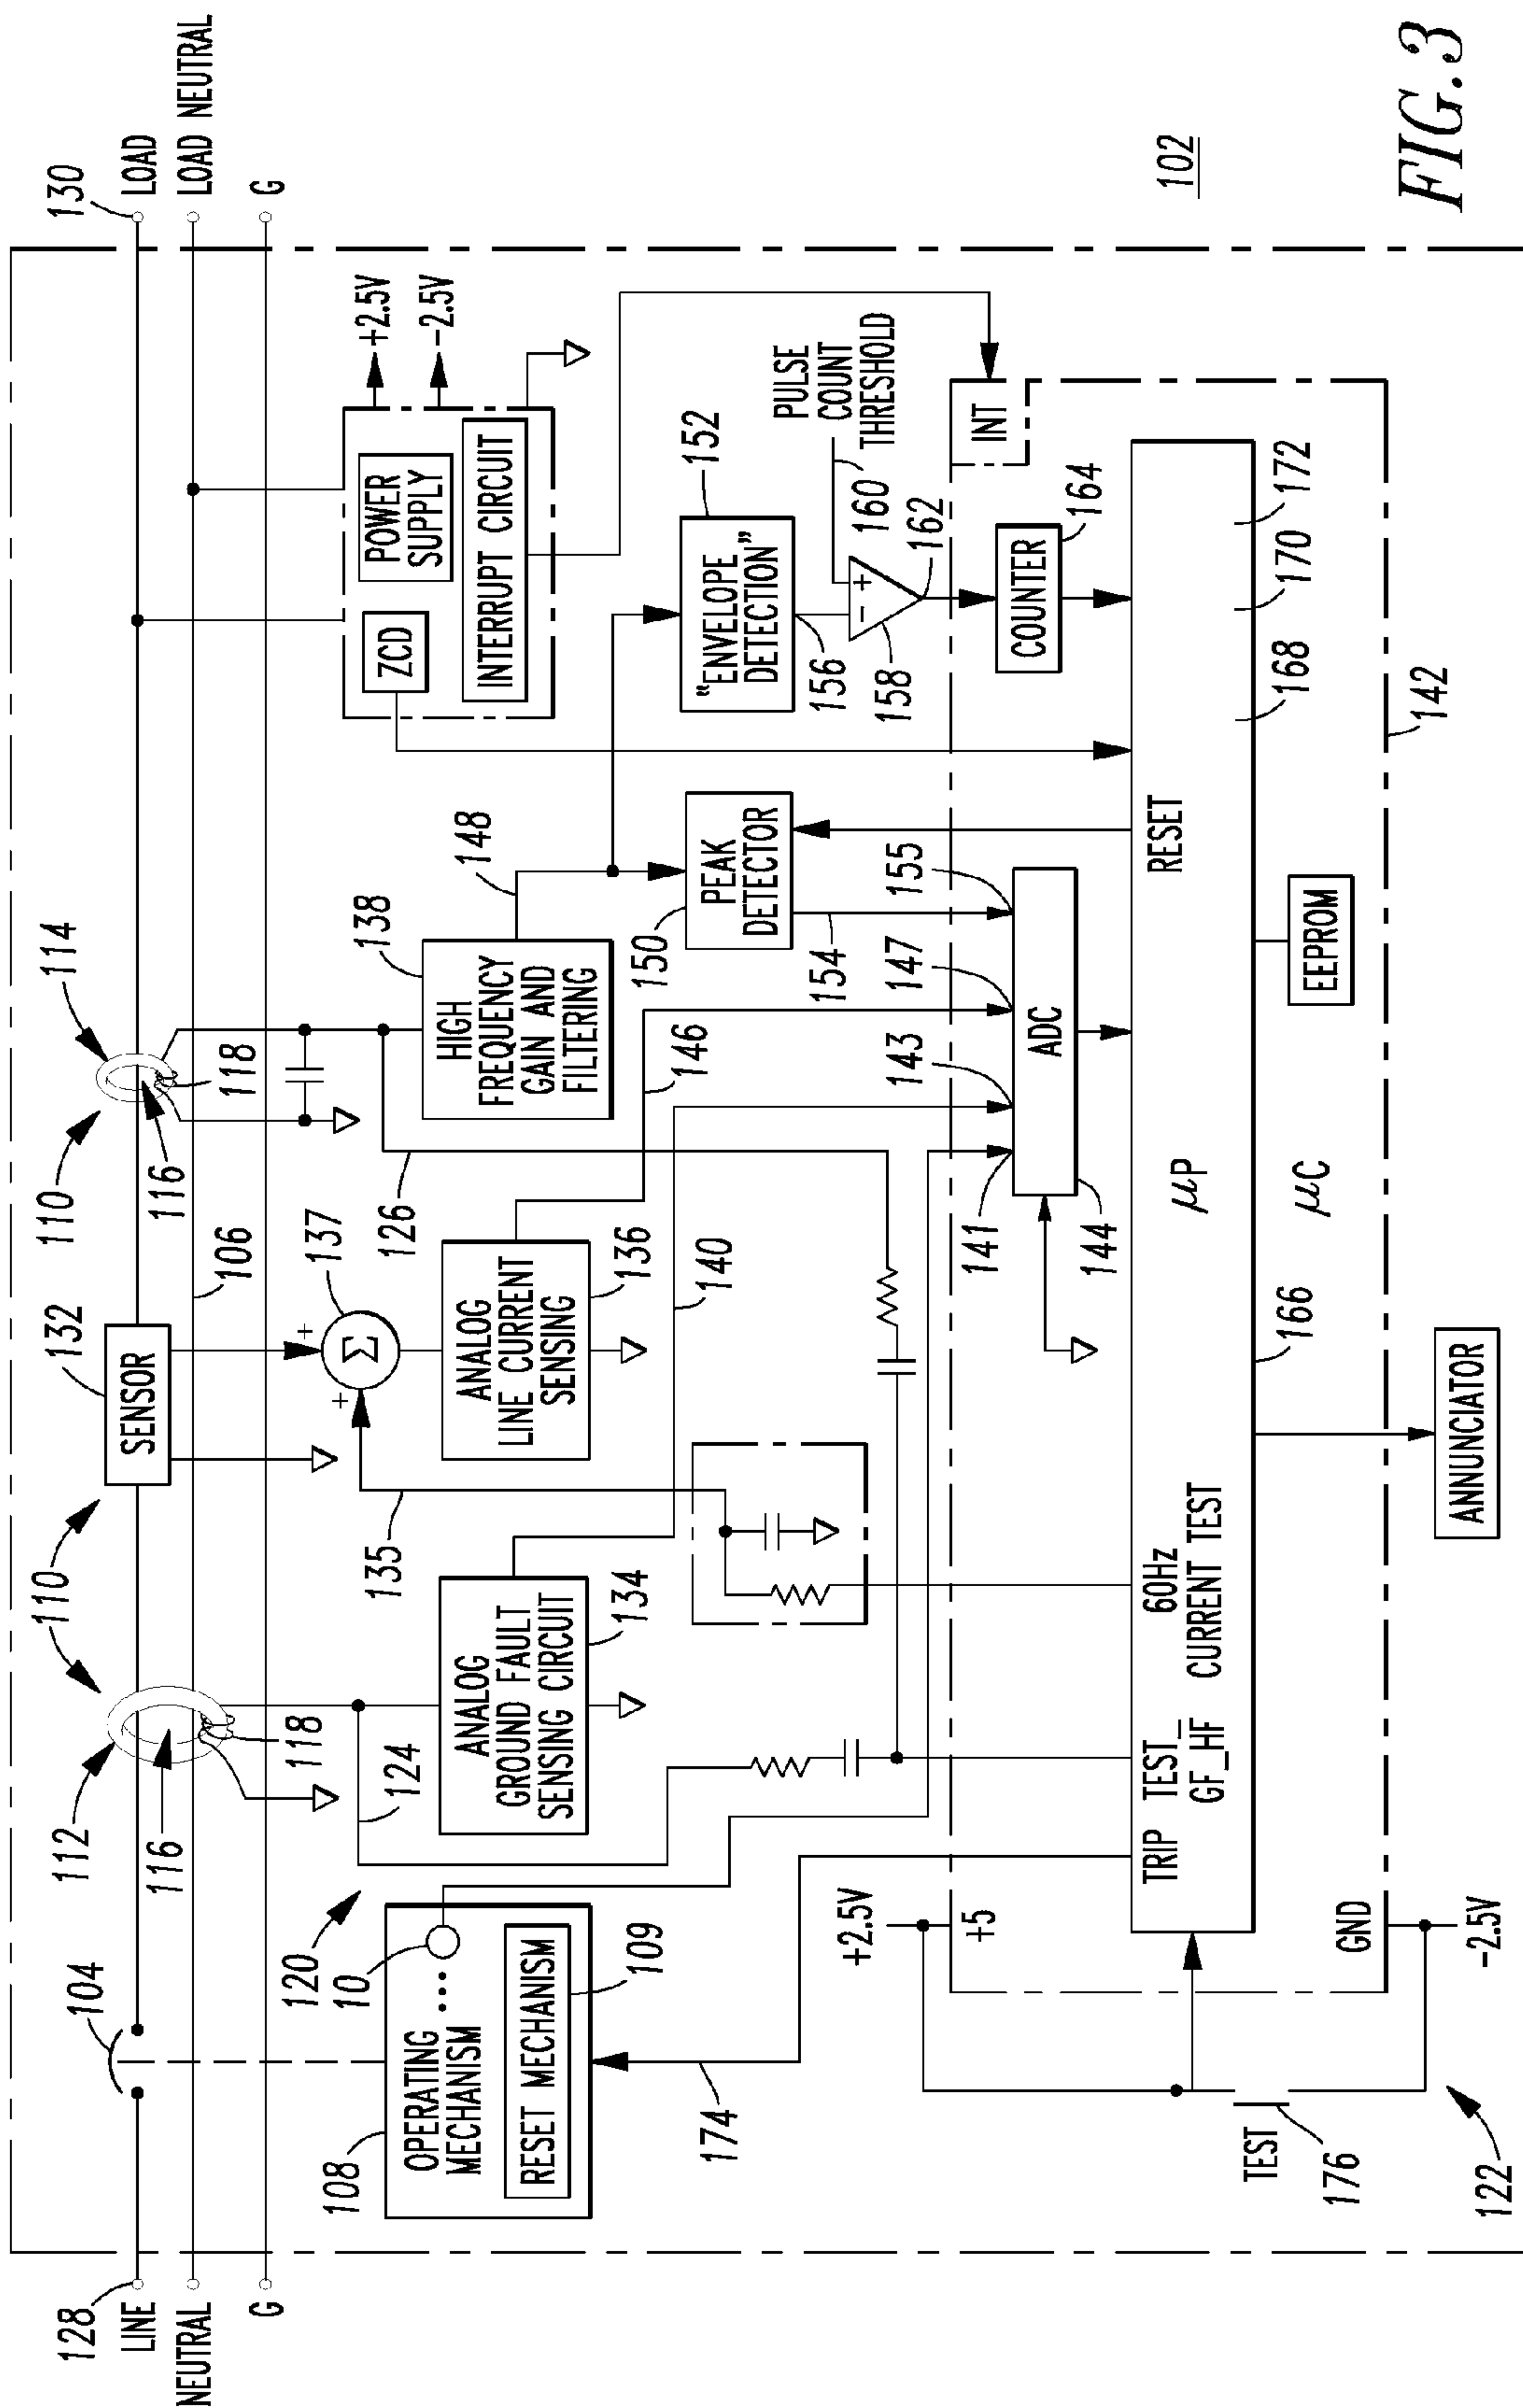 128
LINE
NEUTRAL
G
104
112
116
118
110
132
SENSOR
106
110
116
118
114
130
LOAD
LOAD NEUTRAL
G
108
OPERATING
MECHANISM
...
10
RESET MECHANISM
109
120
124
ANALOG
GROUND FAULT
SENSING CIRCUIT
134
135
+
+
Σ
137
ANALOG
LINE CURRENT
SENSING
136
140
126
138
HIGH
FREQUENCY
GAIN AND
FILTERING
146
148
ZCD
POWER
SUPPLY
INTERRUPT CIRCUIT
+2.5V
−2.5V
150
PEAK
DETECTOR
154
“ENVELOPE
DETECTION”
152
156
− +
158
160
162
PULSE
COUNT
THRESHOLD
174
+2.5V
+5
141
143
147
155
ADC
144
COUNTER
164
INT
TRIP
TEST_
GF_HF
60Hz
CURRENT TEST
μP
RESET
168
170
172
166
μC
EEPROM
142
TEST
176
GND
−2.5V
122
ANNUNCIATOR
102
FIG.3